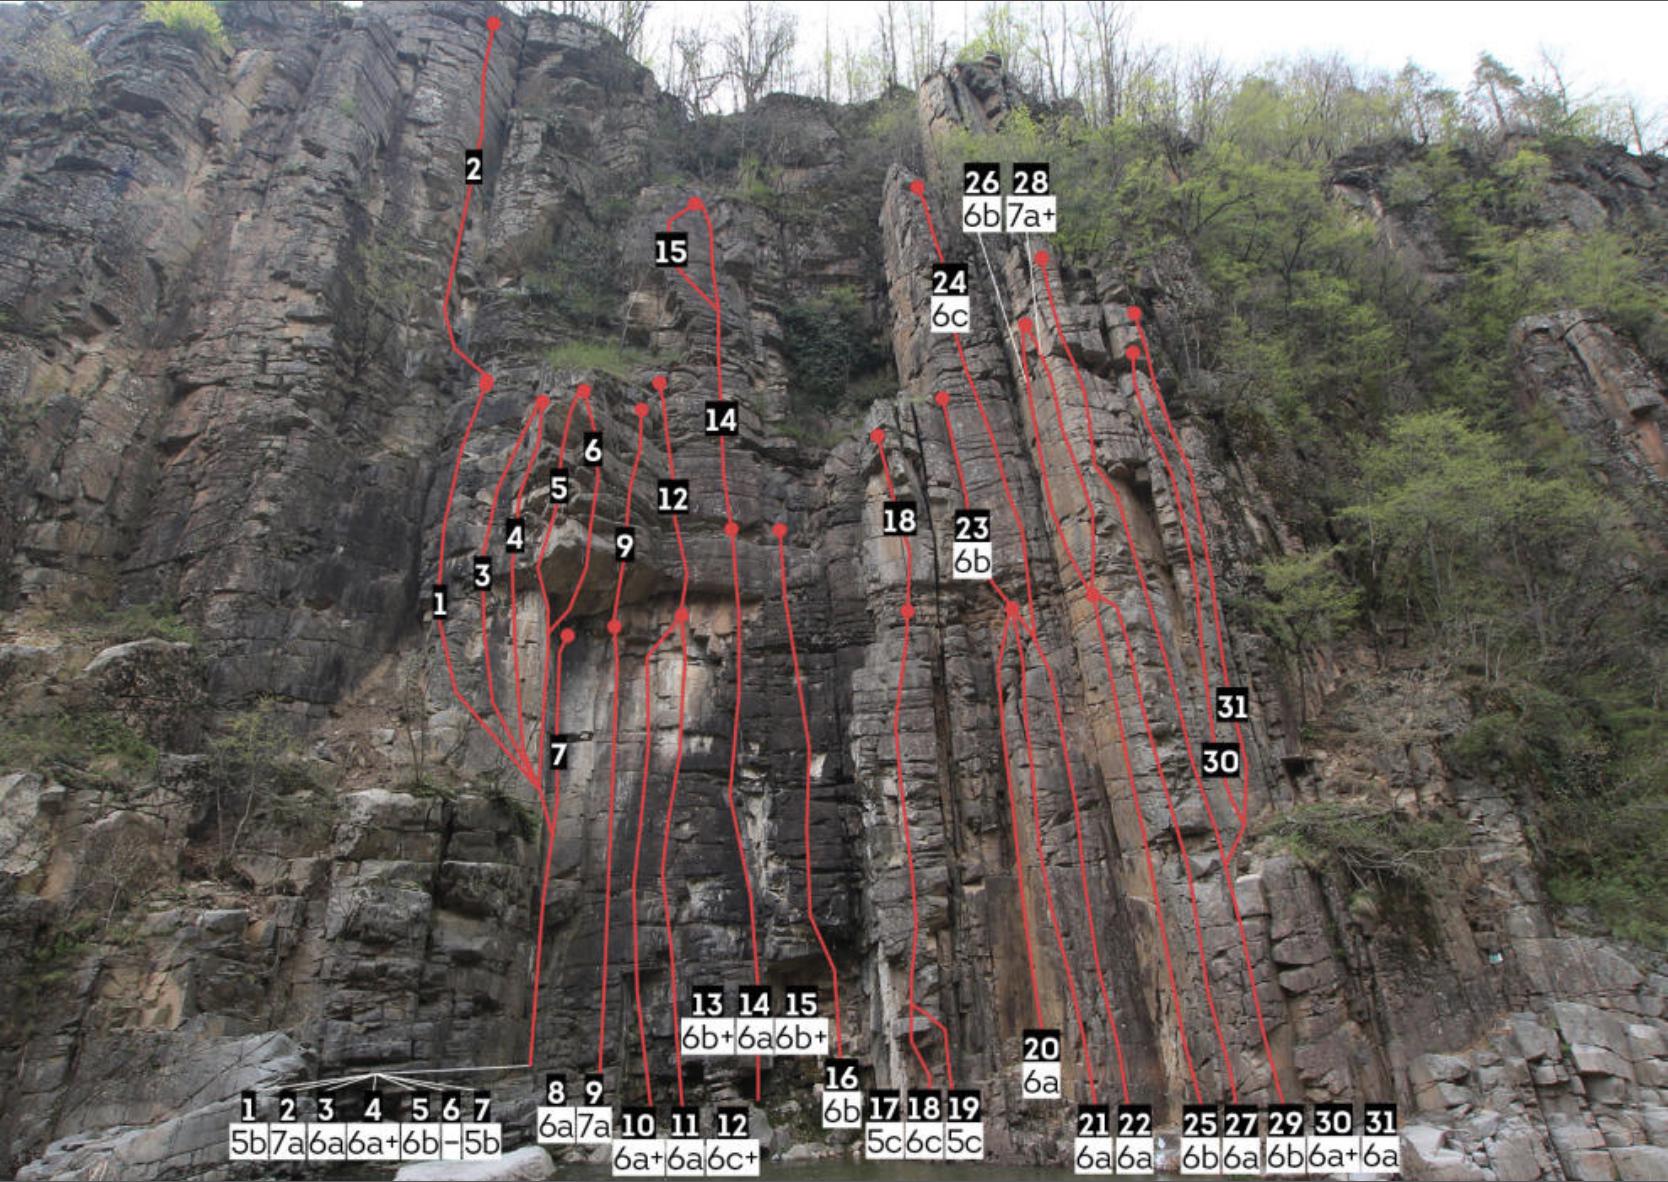 2
26 28
6b 7a+
15
24
6c
14
6
5
12
18
4
23
6b
9
3
1
31
7
30
13 14 15
6b+ 6a 6b+
20
6a
16
6b
1 2 3 4 5 6 7
5b 7a 6a 6a+ 6b - 5b
8 9
6a 7a
10 11 12
6a+ 6a 6c+
17 18 19
5c 6c 5c
21 22
6a 6a
25 27 29 30 31
6b 6a 6b 6a+ 6a